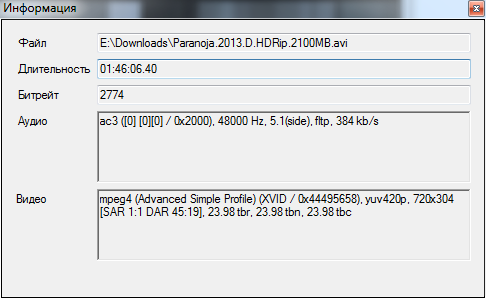 Информация
Файл
E:\Downloads\Paranoja.2013.D.HDRip.2100MB.avi
Длительность
01:46:06.40
Битрейт
2774
Аудио
ac3 ([0] [0][0] / 0x2000), 48000 Hz, 5.1(side), fltp, 384 kb/s
Видео
mpeg4 (Advanced Simple Profile) (XVID / 0x44495658), yuv420p, 720x304
[SAR 1:1 DAR 45:19], 23.98 tbr, 23.98 tbn, 23.98 tbc